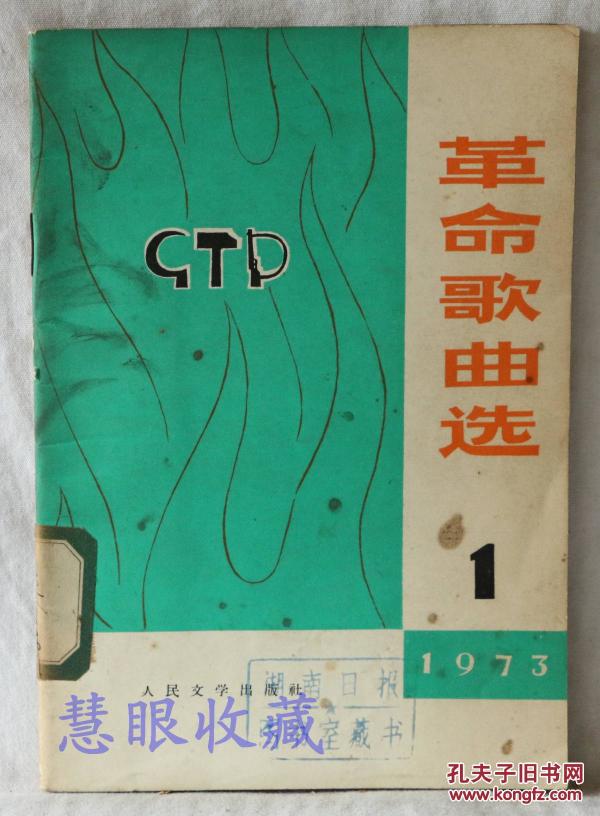 革命歌曲选
1
1973
人民文学出版社
湖南日报
室藏书
慧眼收藏
孔夫子旧书网
www.kongfz.com